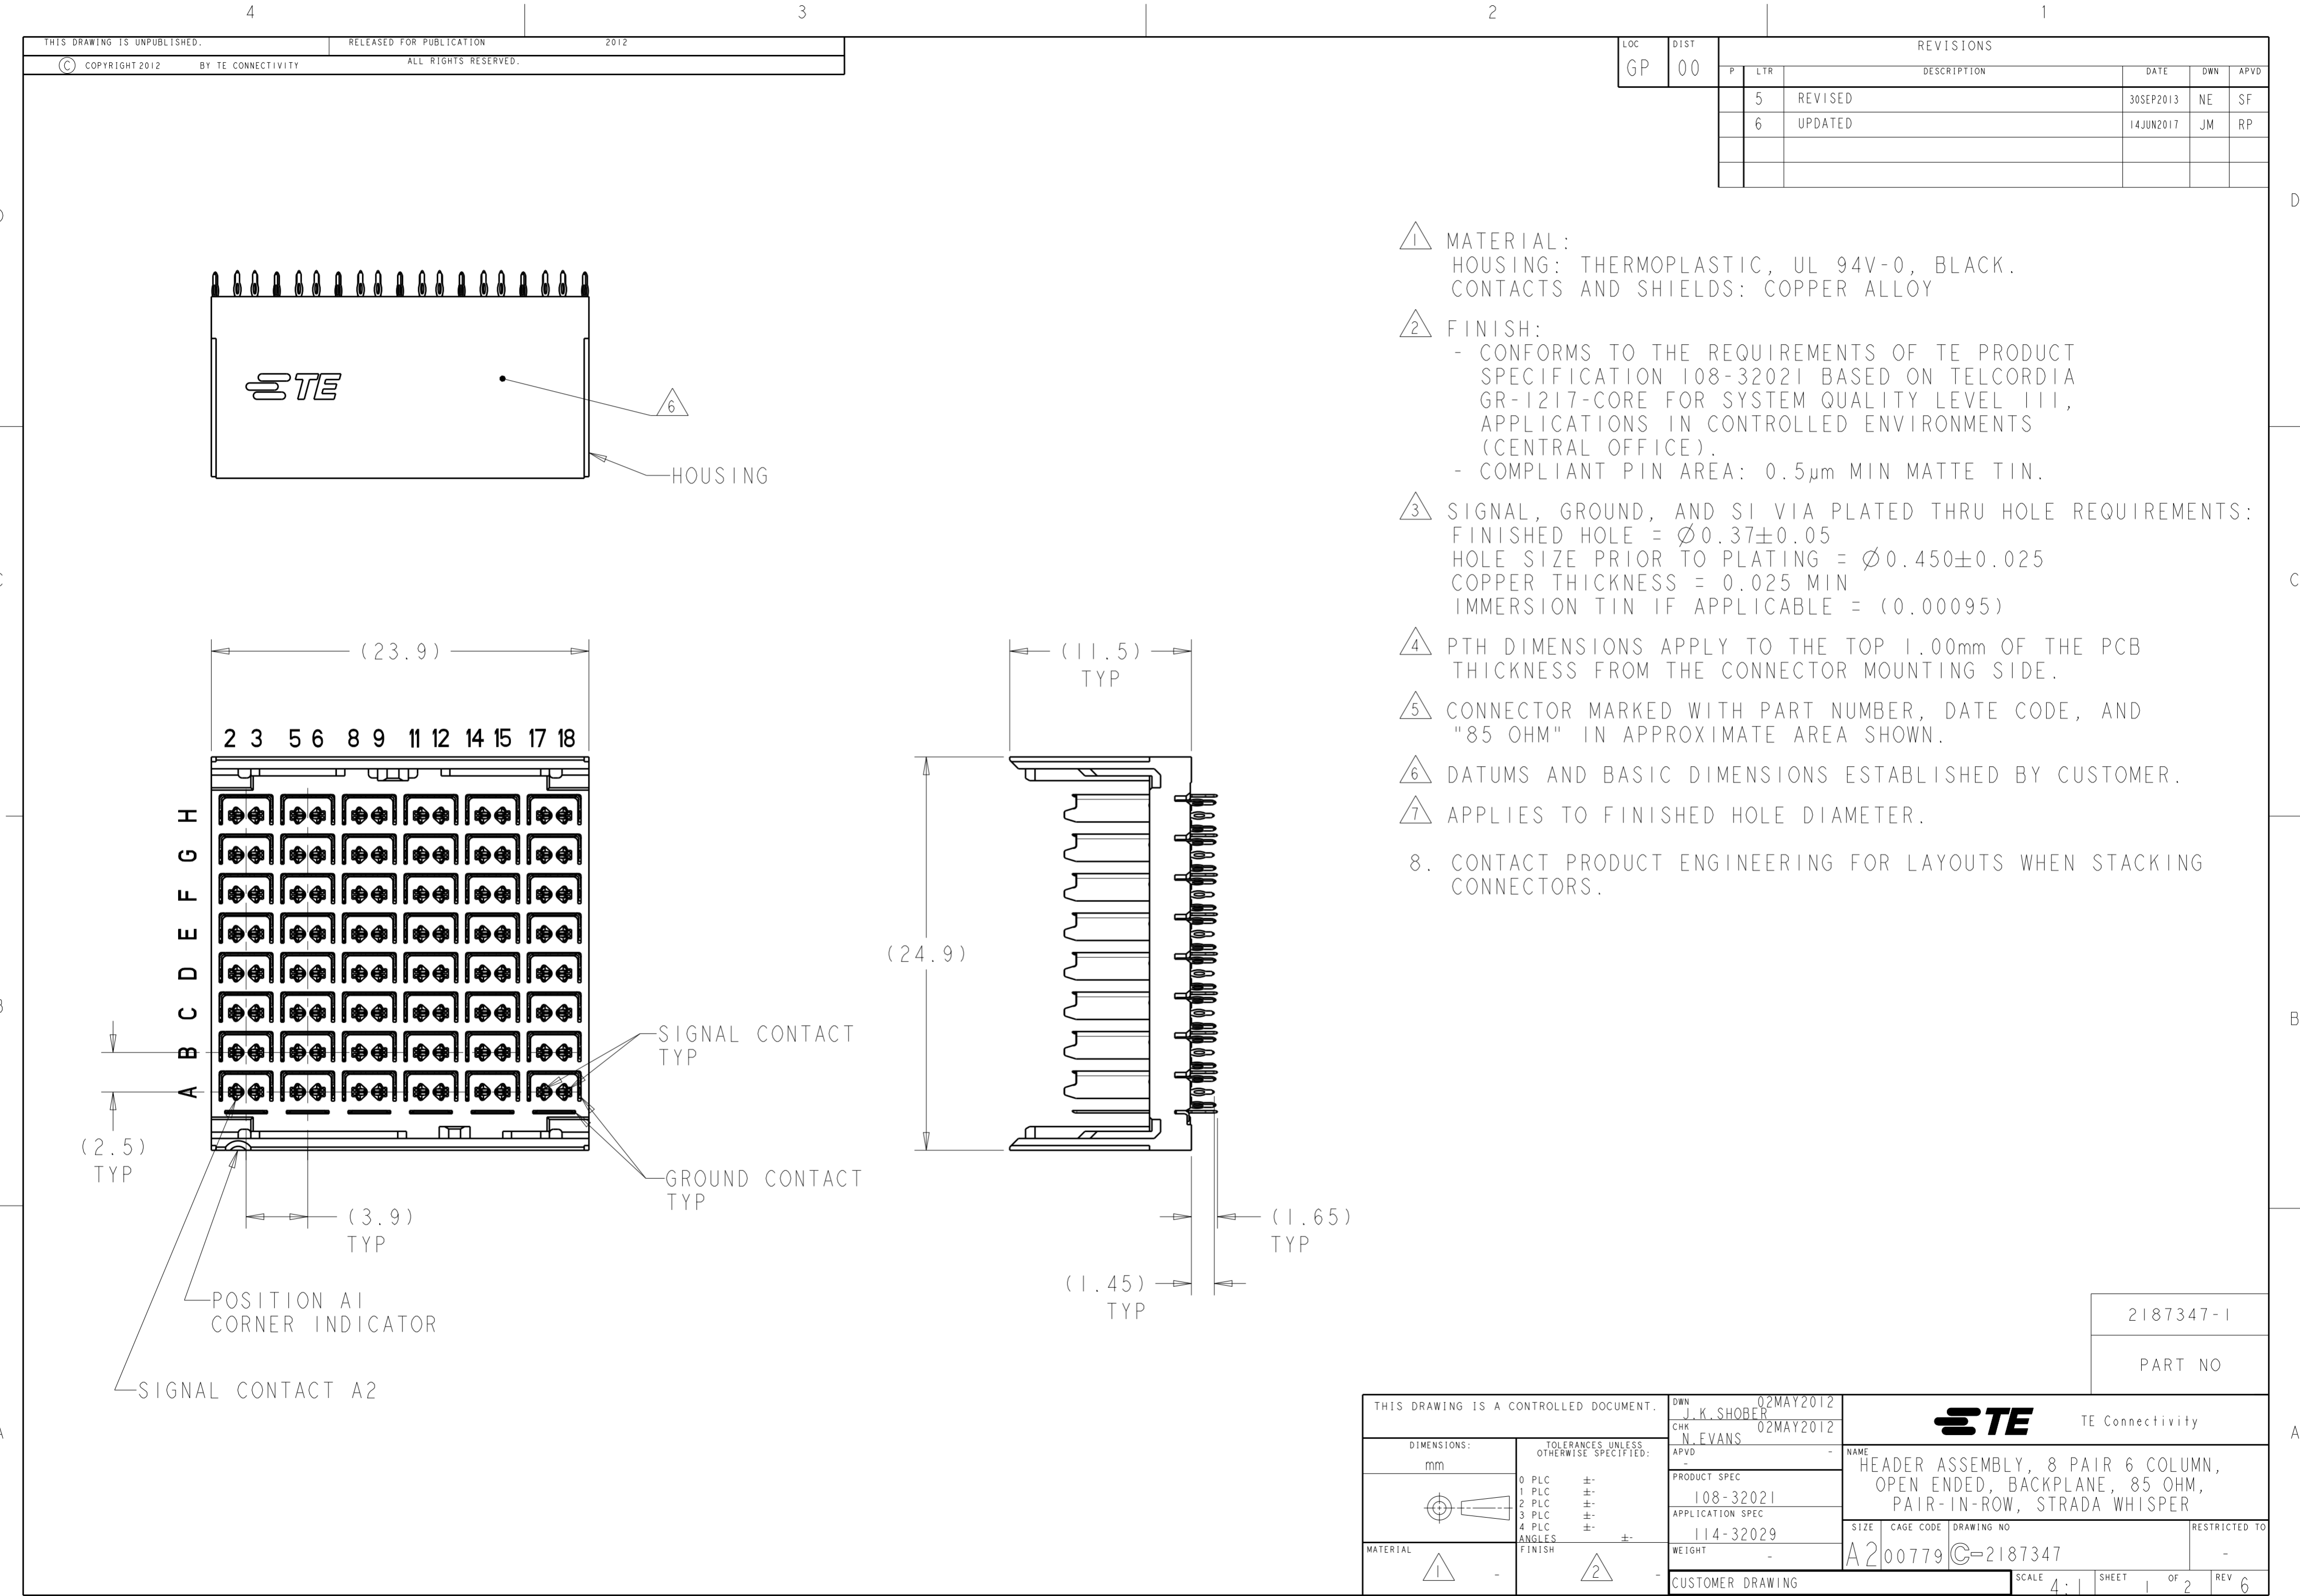 4 3 2 1
THIS DRAWING IS UNPUBLISHED. RELEASED FOR PUBLICATION 2012
© COPYRIGHT 2012 BY TE CONNECTIVITY ALL RIGHTS RESERVED.
LOC DIST REVISIONS
GP 00
P LTR DESCRIPTION DATE DWN APVD
5 REVISED 30SEP2013 NE SF
6 UPDATED 14JUN2017 JM RP
D
1 MATERIAL:
HOUSING: THERMOPLASTIC, UL 94V-0, BLACK.
CONTACTS AND SHIELDS: COPPER ALLOY
2 FINISH:
- CONFORMS TO THE REQUIREMENTS OF TE PRODUCT
SPECIFICATION 108-32021 BASED ON TELCORDIA
GR-1217-CORE FOR SYSTEM QUALITY LEVEL III,
APPLICATIONS IN CONTROLLED ENVIRONMENTS
(CENTRAL OFFICE).
- COMPLIANT PIN AREA: 0.5µm MIN MATTE TIN.
3 SIGNAL, GROUND, AND SI VIA PLATED THRU HOLE REQUIREMENTS:
FINISHED HOLE = Ø0.37±0.05
HOLE SIZE PRIOR TO PLATING = Ø0.450±0.025
COPPER THICKNESS = 0.025 MIN
IMMERSION TIN IF APPLICABLE = (0.00095)
4 PTH DIMENSIONS APPLY TO THE TOP 1.00mm OF THE PCB
THICKNESS FROM THE CONNECTOR MOUNTING SIDE.
5 CONNECTOR MARKED WITH PART NUMBER, DATE CODE, AND
"85 OHM" IN APPROXIMATE AREA SHOWN.
6 DATUMS AND BASIC DIMENSIONS ESTABLISHED BY CUSTOMER.
7 APPLIES TO FINISHED HOLE DIAMETER.
8. CONTACT PRODUCT ENGINEERING FOR LAYOUTS WHEN STACKING
CONNECTORS.
TE
6
HOUSING
C
(23.9)
2 3 5 6 8 9 11 12 14 15 17 18
H
G
F
E
D
C
B
A
(2.5)
TYP
(3.9)
TYP
SIGNAL CONTACT
TYP
GROUND CONTACT
TYP
POSITION A1
CORNER INDICATOR
SIGNAL CONTACT A2
(11.5)
TYP
(24.9)
(1.65)
TYP
(1.45)
TYP
B
A
2187347-1
PART NO
THIS DRAWING IS A CONTROLLED DOCUMENT.
DIMENSIONS:
mm
TOLERANCES UNLESS
OTHERWISE SPECIFIED:
0 PLC ±-
1 PLC ±-
2 PLC ±-
3 PLC ±-
4 PLC ±-
ANGLES ±-
MATERIAL 1 -
FINISH 2 -
DWN 02MAY2012
J.K.SHOBER
CHK 02MAY2012
N.EVANS
APVD -
-
PRODUCT SPEC
108-32021
APPLICATION SPEC
114-32029
WEIGHT -
CUSTOMER DRAWING
TE TE Connectivity
NAME
HEADER ASSEMBLY, 8 PAIR 6 COLUMN,
OPEN ENDED, BACKPLANE, 85 OHM,
PAIR-IN-ROW, STRADA WHISPER
SIZE CAGE CODE DRAWING NO RESTRICTED TO
A2 00779 C-2187347 -
SCALE 4:1 SHEET 1 OF 2 REV 6